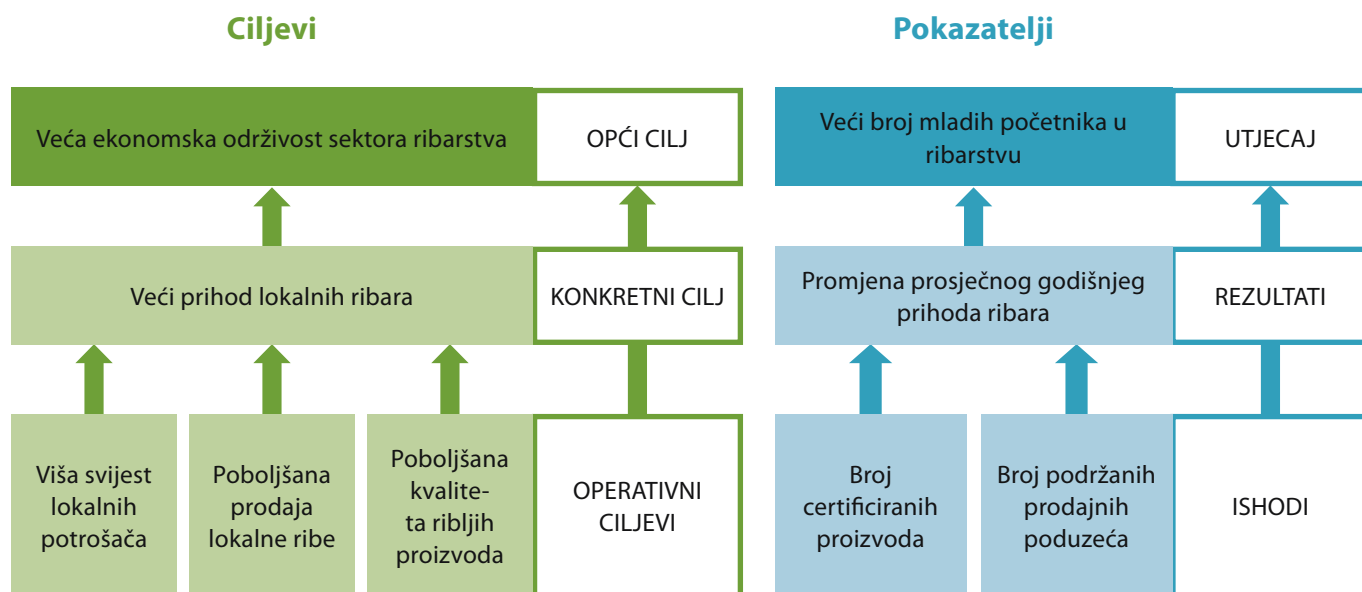 Ciljevi
Veća ekonomska održivost sektora ribarstva
OPĆI CILJ
Veći prihod lokalnih ribara
KONKRETNI CILJ
Viša svijest
lokalnih
potrošača
Poboljšana
prodaja
lokalne ribe
Poboljšana
kvalite-
ta ribljih
proizvoda
OPERATIVNI
CILJEVI
Pokazatelji
Veći broj mladih početnika u
ribarstvu
UTJECAJ
Promjena prosječnog godišnjeg
prihoda ribara
REZULTATI
Broj
certificiranih
proizvoda
Broj podržanih
prodajnih
poduzeća
ISHODI